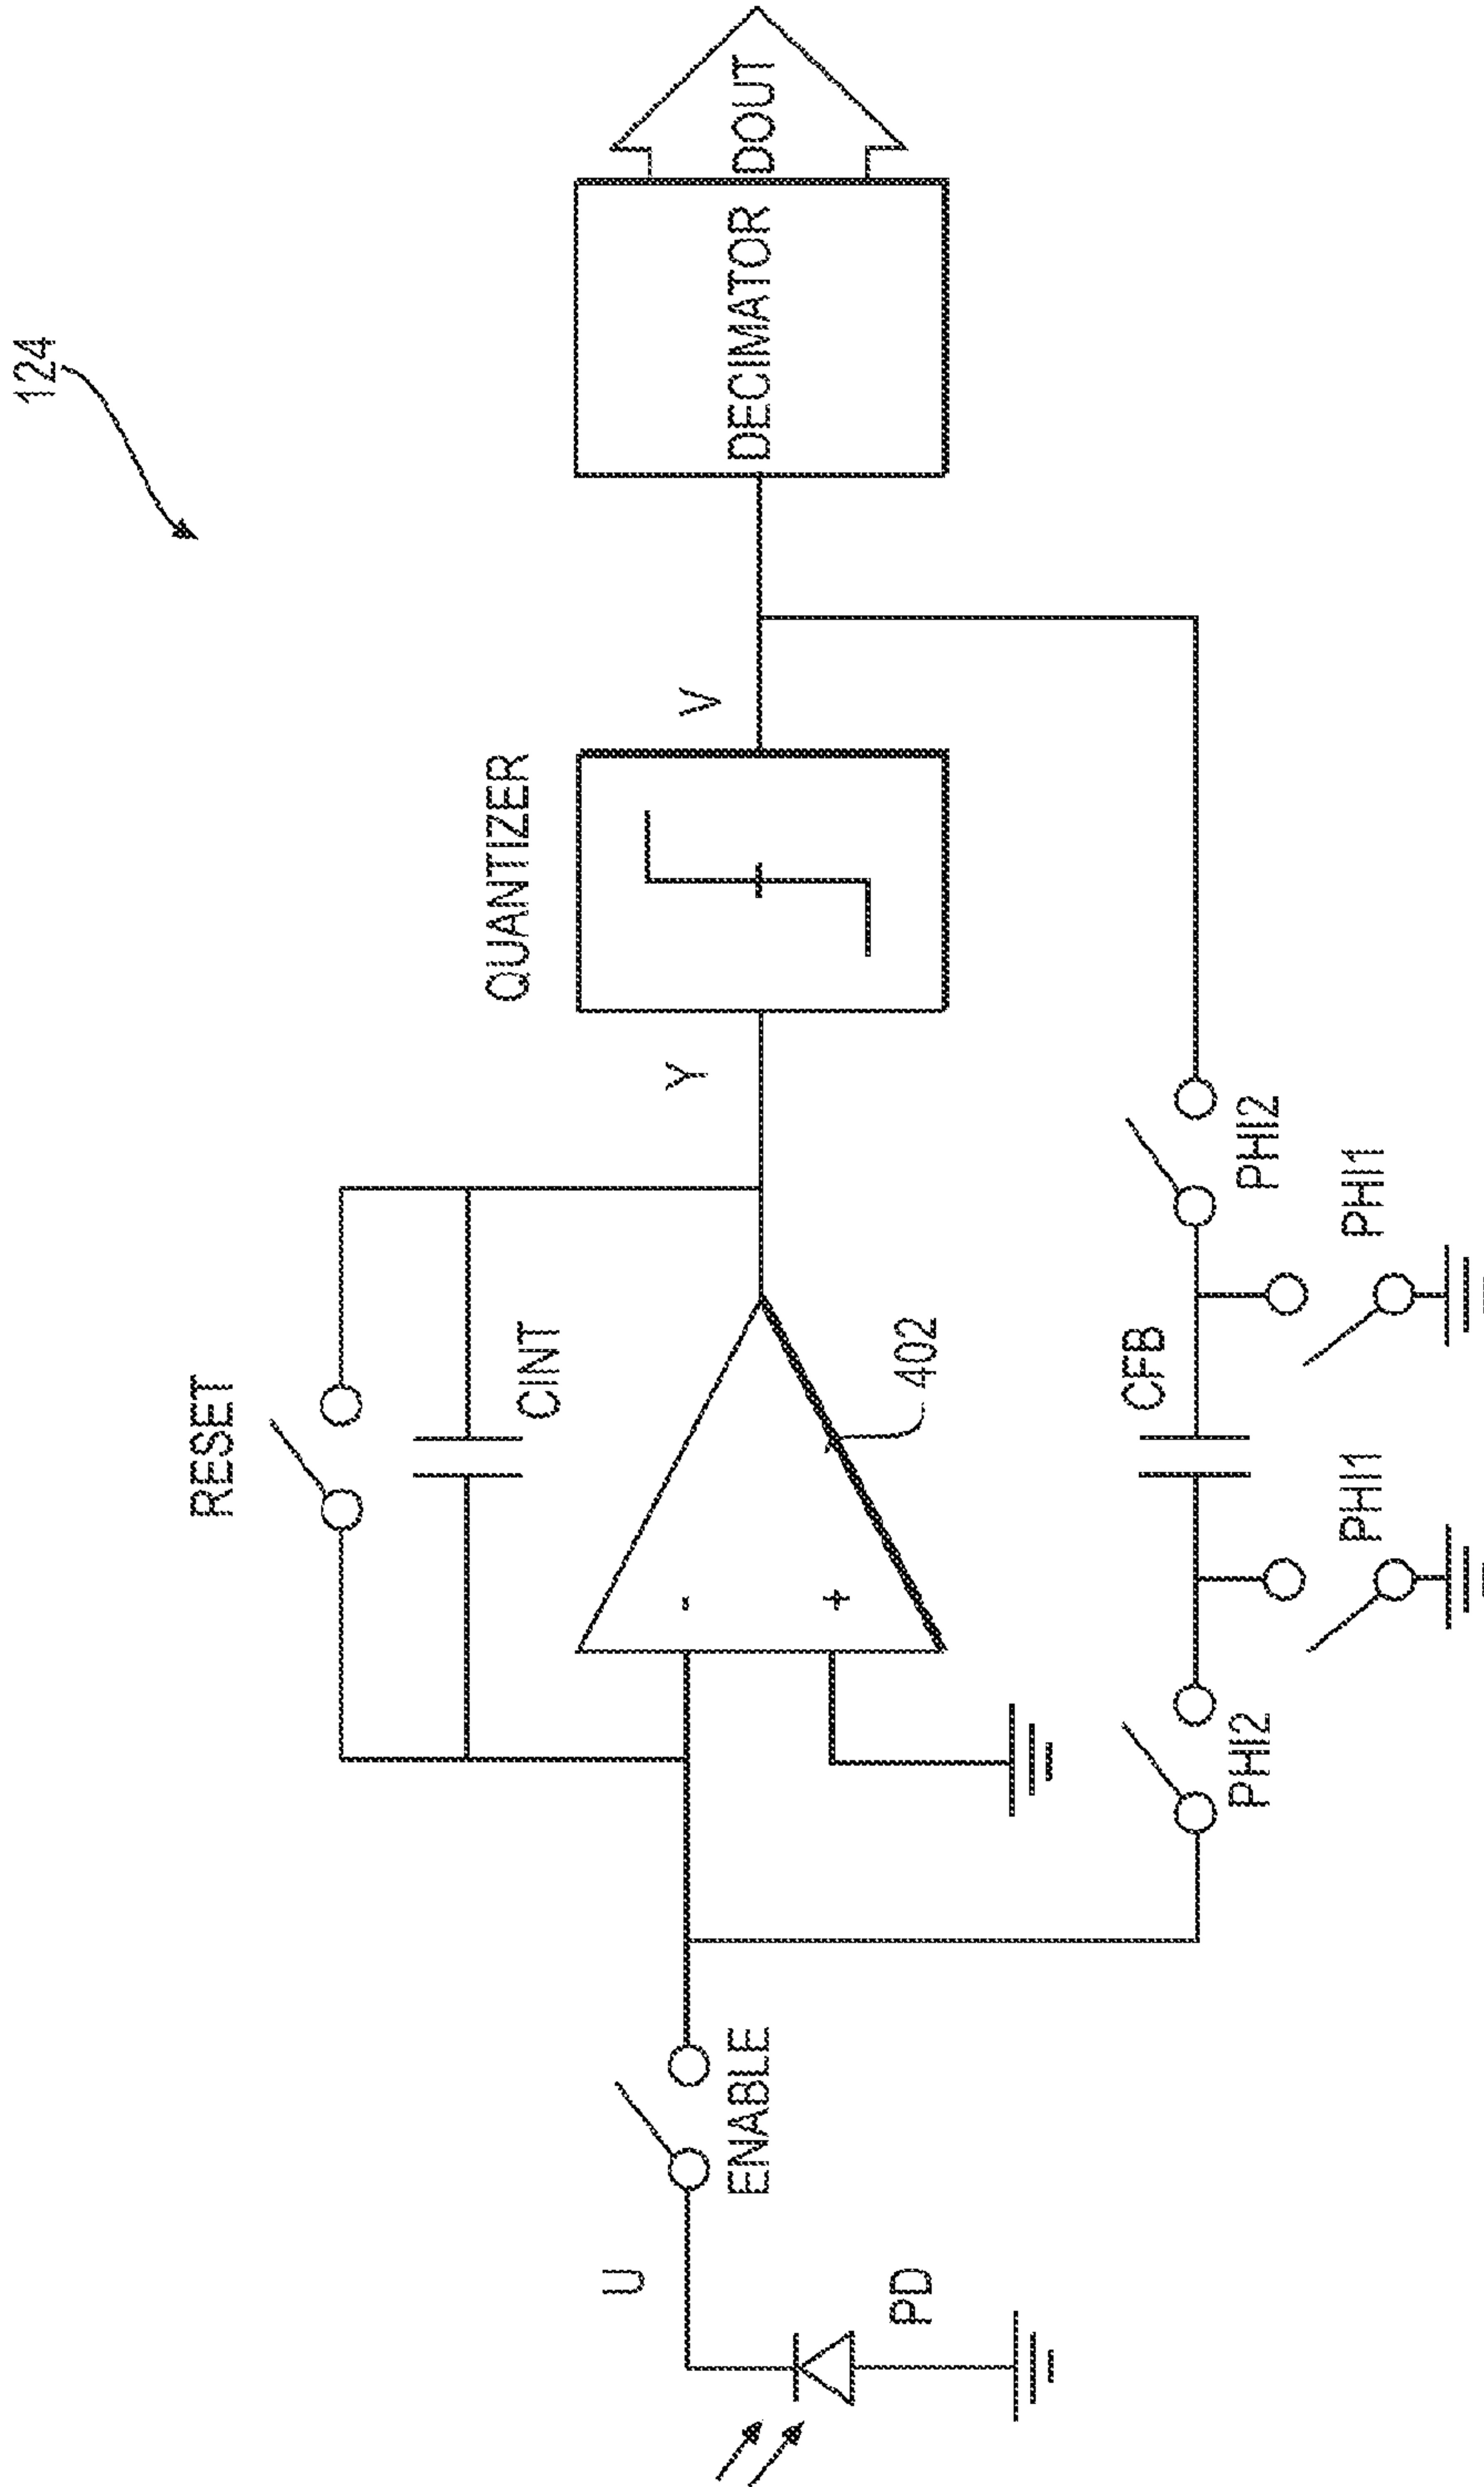 124
RESET
CINT
QUANTIZER
U
ENABLE
-
+
402
Y
V
DECIMATOR
DOUT
PD
PHI2
CFB
PHI2
PHI1
PHI1